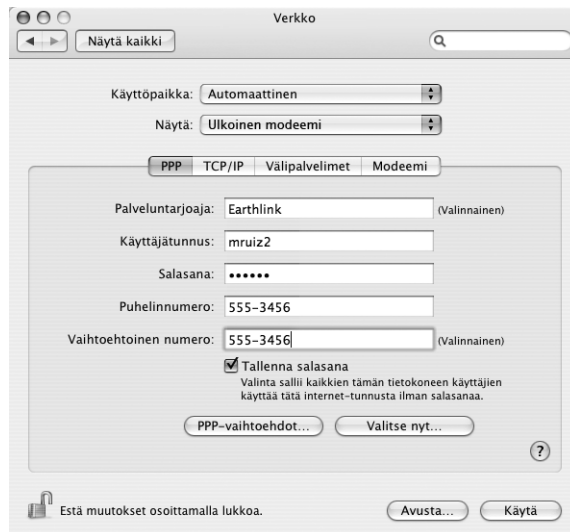 Verkko
Näytä kaikki
Käyttöpaikka: Automaattinen
Näytä: Ulkoinen modeemi
PPP TCP/IP Välipalvelimet Modeemi
Palveluntarjoaja: Earthlink (Valinnainen)
Käyttäjätunnus: mruiz2
Salasana: ••••••
Puhelinnumero: 555-3456
Vaihtoehtoinen numero: 555-3456 (Valinnainen)
Tallenna salasana
Valinta sallii kaikkien tämän tietokoneen käyttäjien
käyttää tätä internet-tunnusta ilman salasanaa.
PPP-vaihtoehdot... Valitse nyt...
?
Estä muutokset osoittamalla lukkoa. Avusta... Käytä